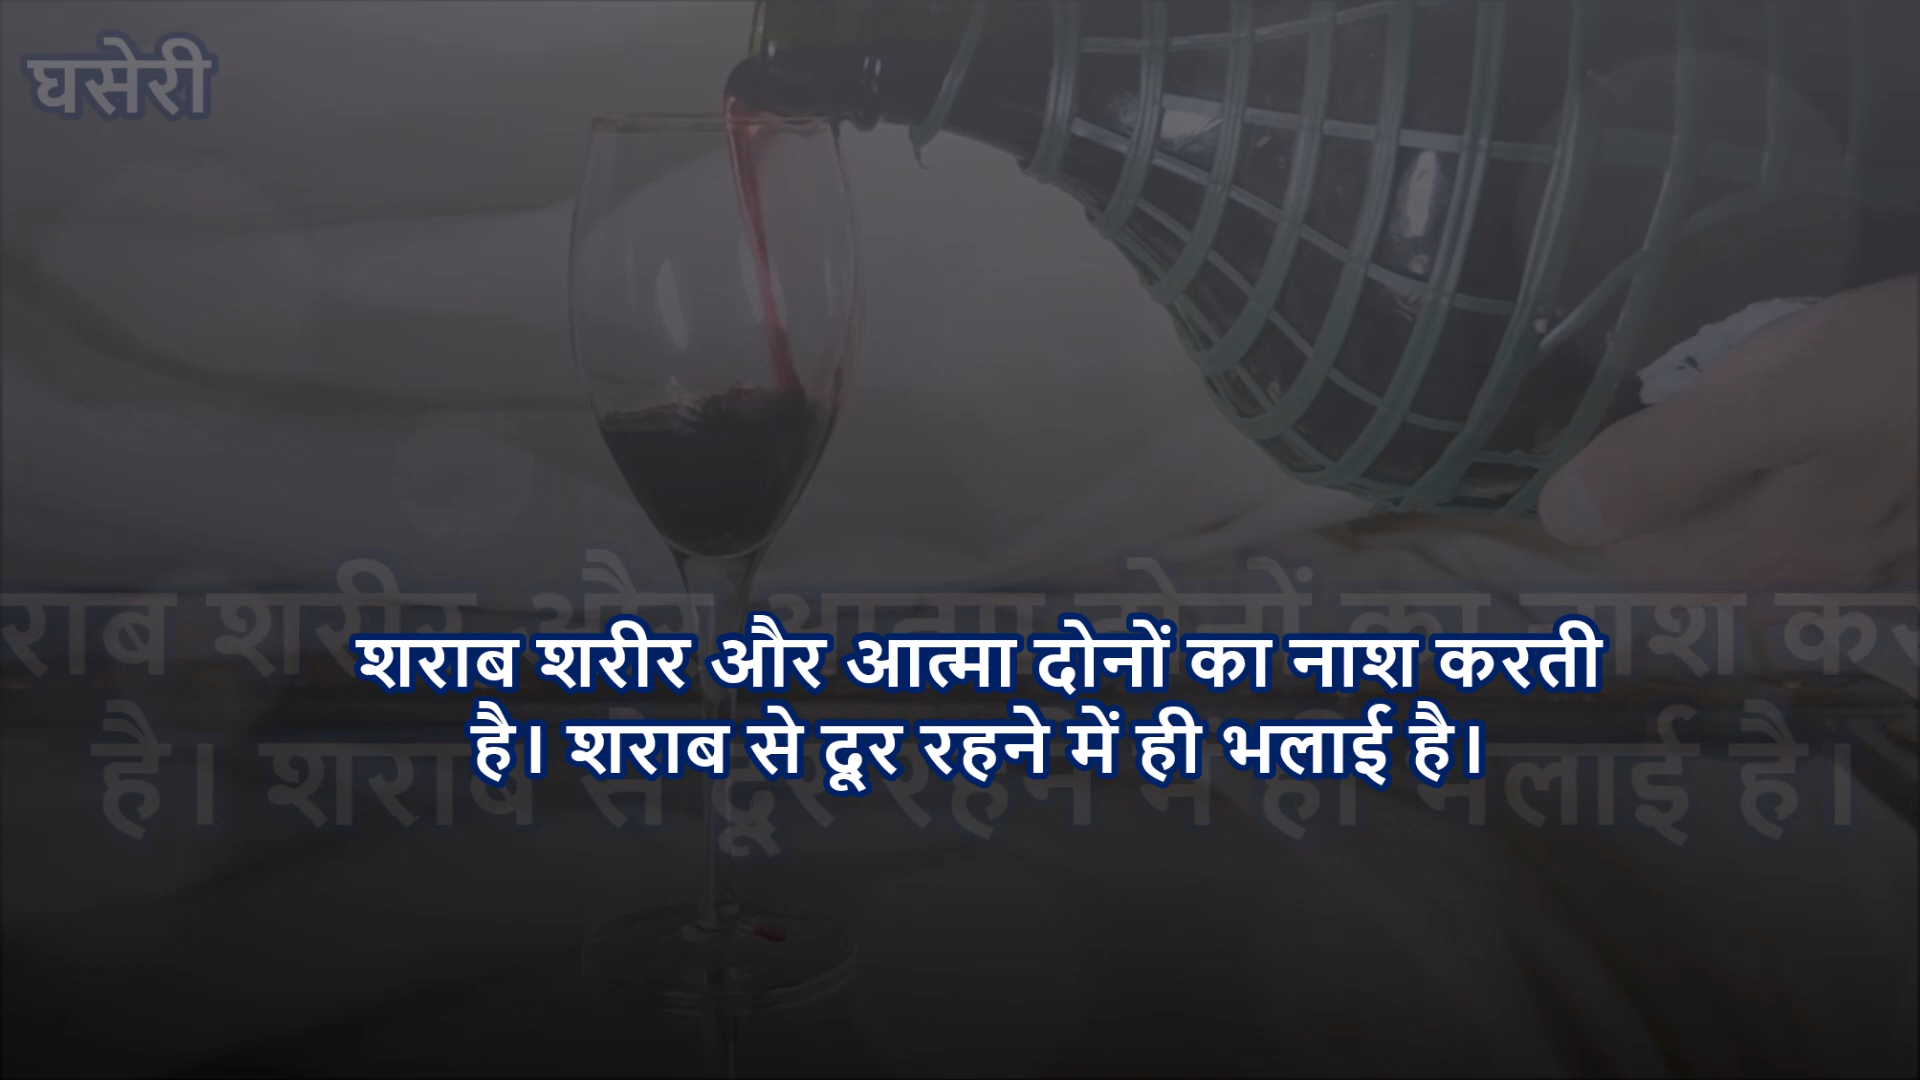 घसेरी
शराब शरीर और आत्मा दोनों का नाश करती
है। शराब से दूर रहने में ही भलाई है।